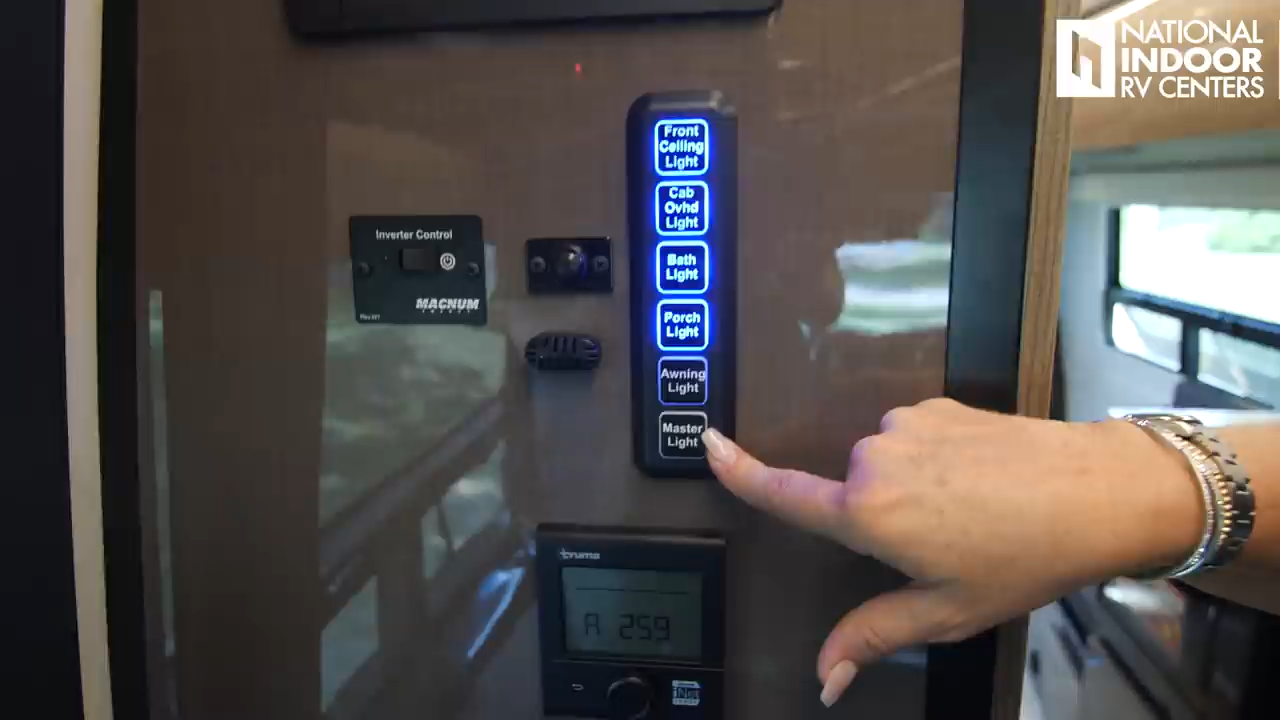 NATIONAL
INDOOR
RV CENTERS
Front
Ceiling
Light
Cab
Ovhd
Light
Bath
Light
Porch
Light
Awning
Light
Master
Light
Inverter Control
MAGNUM
truma
A 259
iNet